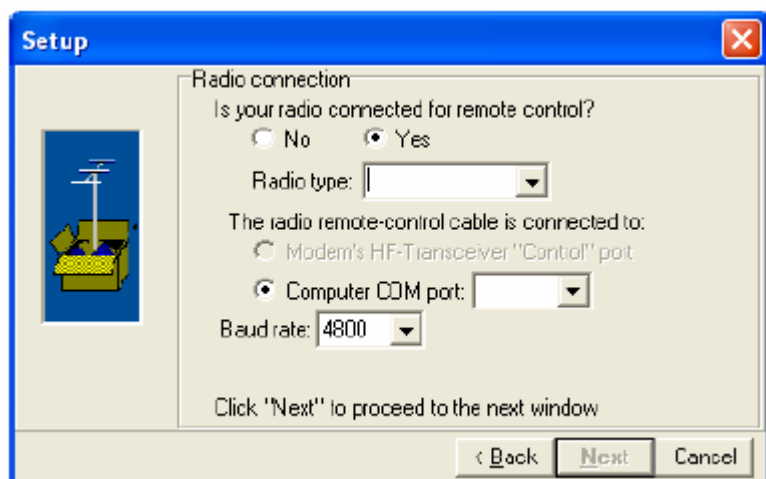 Setup
Radio connection
Is your radio connected for remote control?
No Yes
Radio type:
The radio remote-control cable is connected to:
Modem's HF-Transceiver "Control" port
Computer COM port:
Baud rate: 4800
Click "Next" to proceed to the next window
< Back Next Cancel